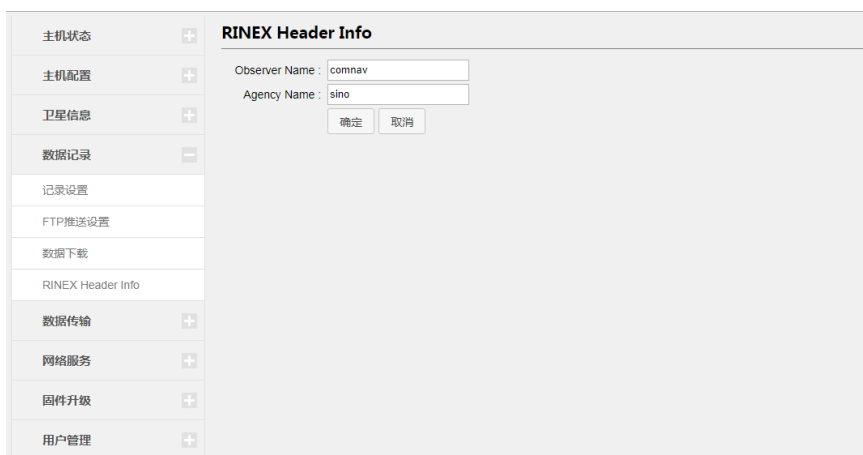 主机状态
主机配置
卫星信息
数据记录
记录设置
FTP推送设置
数据下载
RINEX Header Info
数据传输
网络服务
固件升级
用户管理
RINEX Header Info
Observer Name : comnav
Agency Name : sino
确定 取消